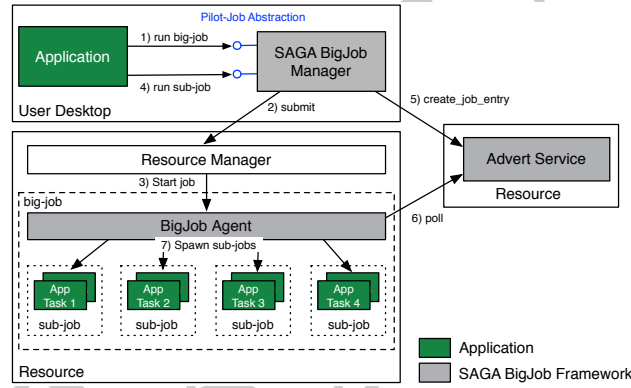 Pilot-Job Abstraction
1) run big-job
Application
SAGA BigJob
Manager
4) run sub-job
User Desktop
2) submit
5) create_job_entry
Resource Manager
Advert Service
3) Start job
Resource
big-job
BigJob Agent
6) poll
7) Spawn sub-jobs
App
Task 1
App
Task 2
App
Task 3
App
Task 4
sub-job
sub-job
sub-job
sub-job
Application
Resource
SAGA BigJob Framework